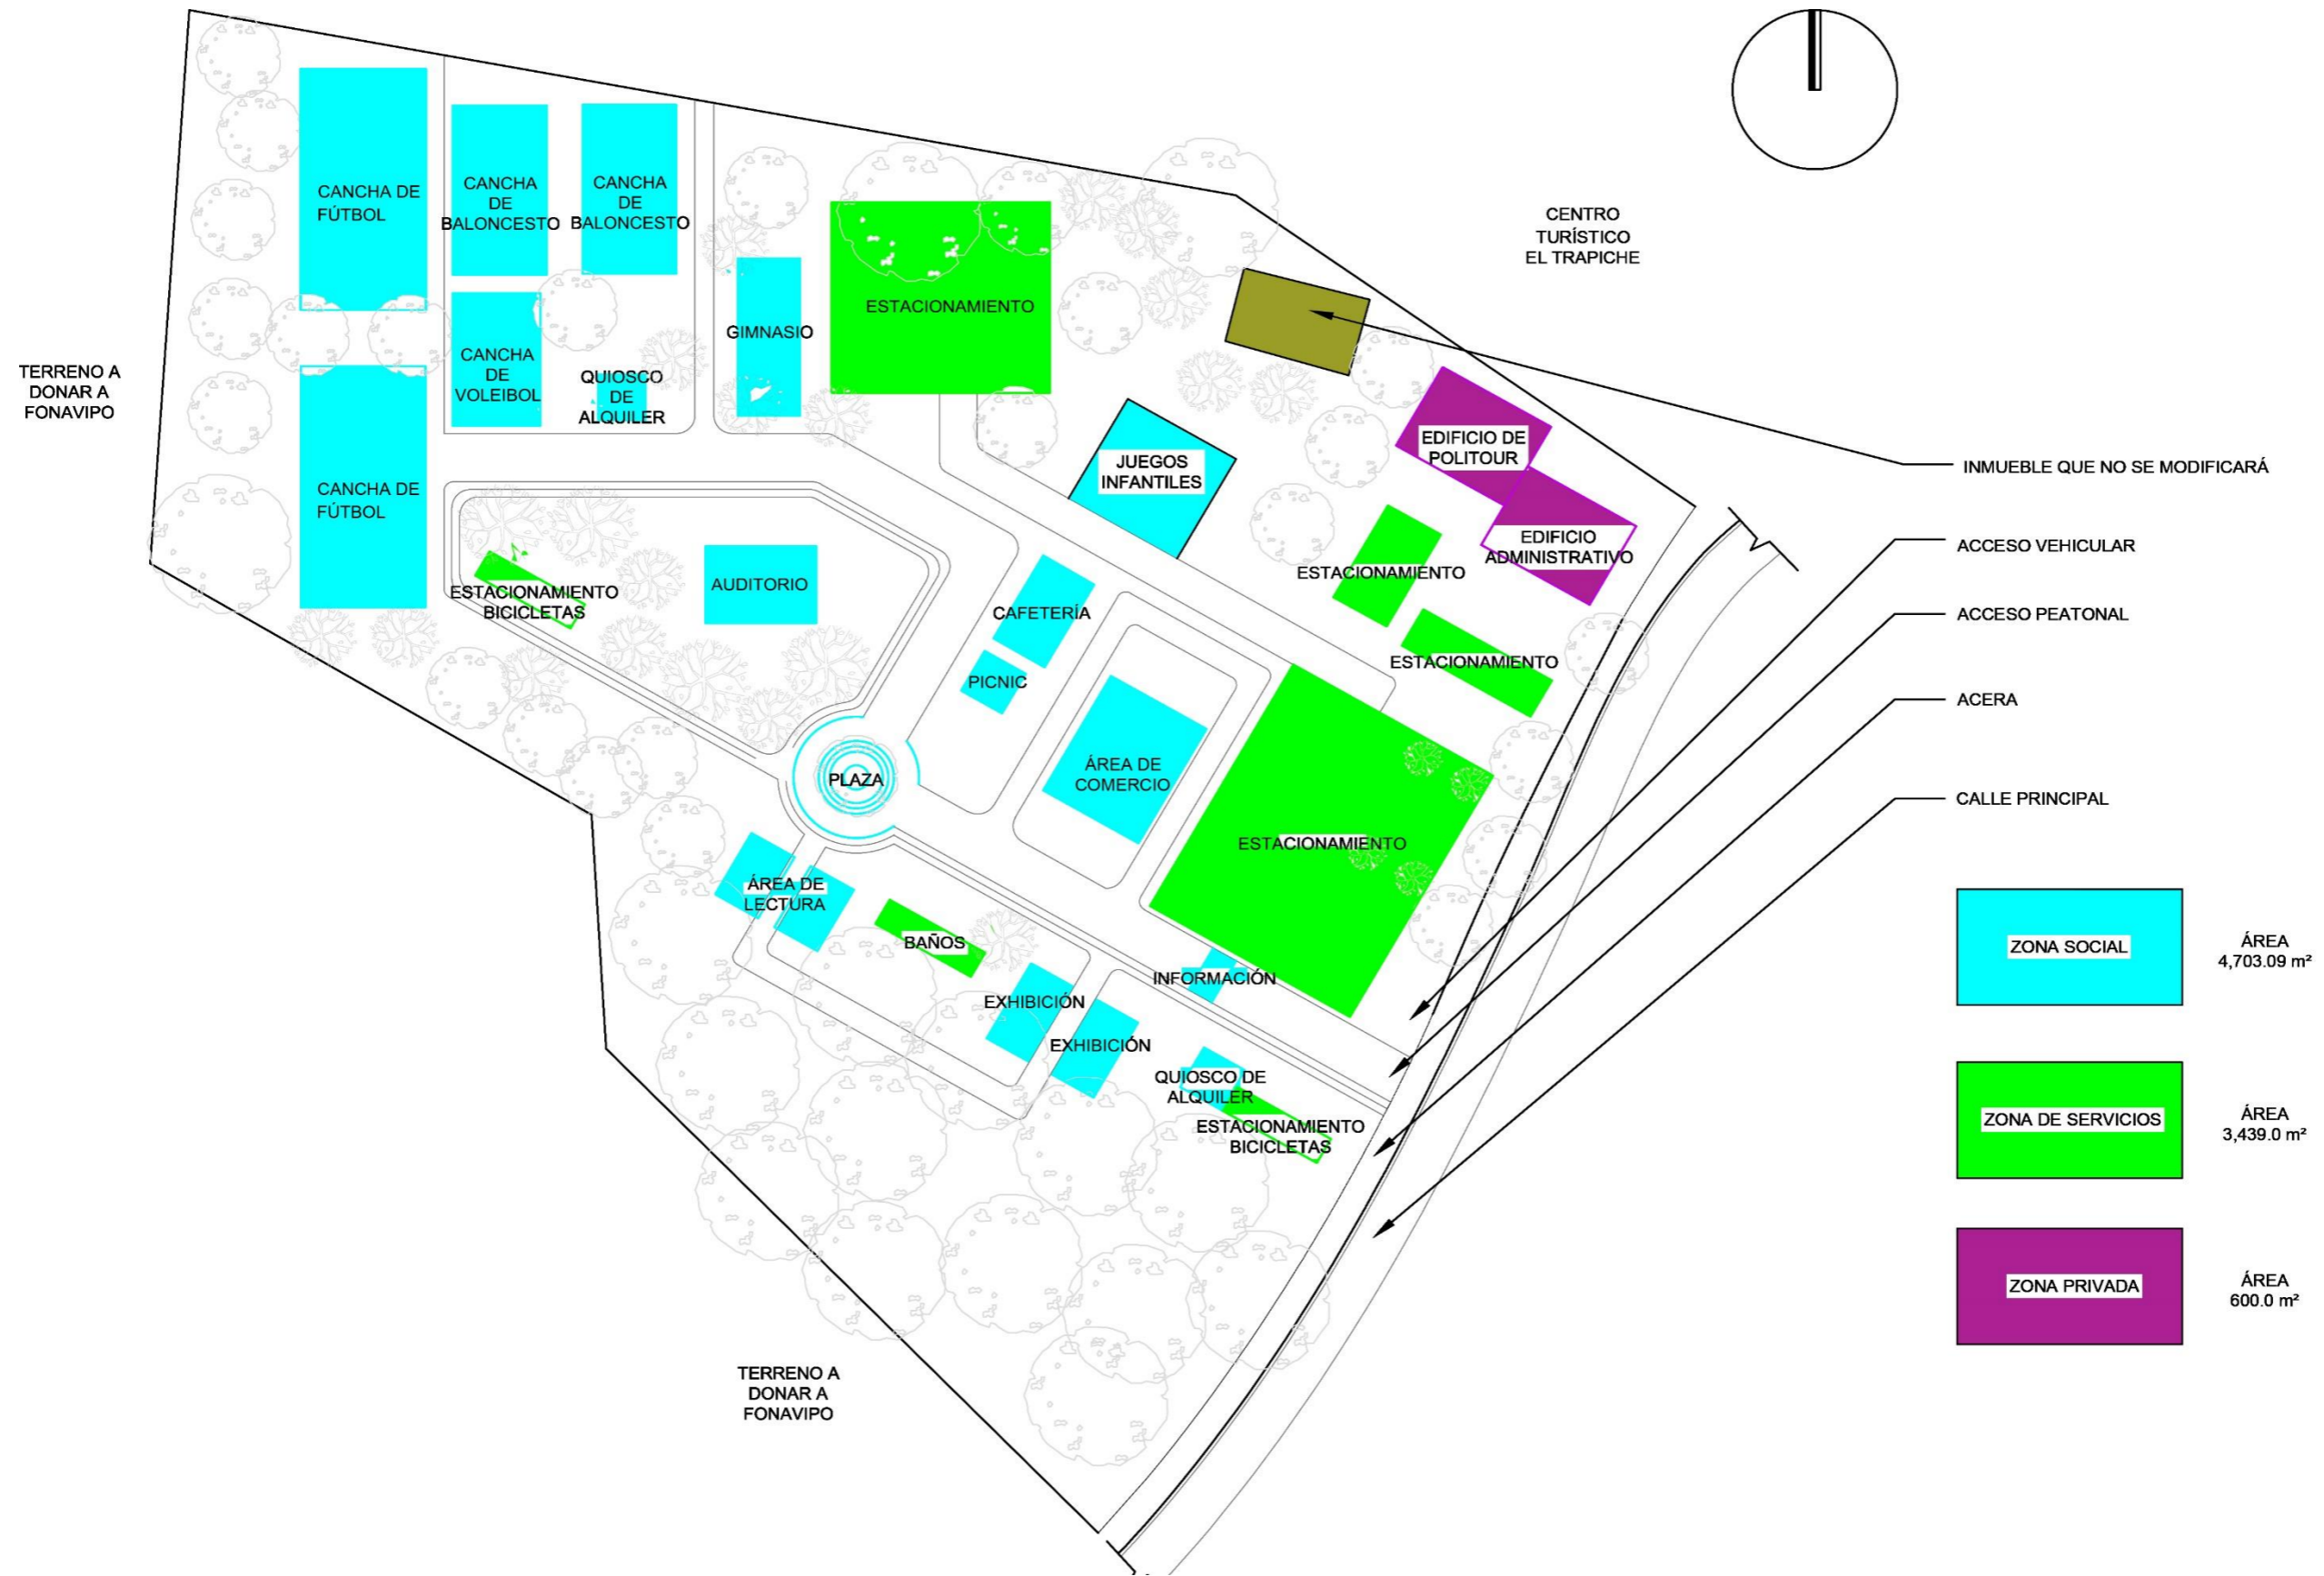 CANCHA DE
FÚTBOL
CANCHA
DE
BALONCESTO
CANCHA
DE
BALONCESTO
CENTRO
TURÍSTICO
EL TRAPICHE
ESTACIONAMIENTO
GIMNASIO
CANCHA
DE
VOLEIBOL
QUIOSCO
DE
ALQUILER
TERRENO A
DONAR A
FONAVIPO
EDIFICIO DE
POLITOUR
JUEGOS
INFANTILES
INMUEBLE QUE NO SE MODIFICARÁ
CANCHA DE
FÚTBOL
EDIFICIO
ADMINISTRATIVO
ACCESO VEHICULAR
ESTACIONAMIENTO
AUDITORIO
ESTACIONAMIENTO
BICICLETAS
CAFETERÍA
ACCESO PEATONAL
ESTACIONAMIENTO
PICNIC
ACERA
PLAZA
ÁREA DE
COMERCIO
CALLE PRINCIPAL
ESTACIONAMIENTO
ÁREA DE
LECTURA
BAÑOS
ZONA SOCIAL
ÁREA
4,703.09 m²
INFORMACIÓN
EXHIBICIÓN
EXHIBICIÓN
QUIOSCO DE
ALQUILER
ESTACIONAMIENTO
BICICLETAS
ZONA DE SERVICIOS
ÁREA
3,439.0 m²
ZONA PRIVADA
ÁREA
600.0 m²
TERRENO A
DONAR A
FONAVIPO